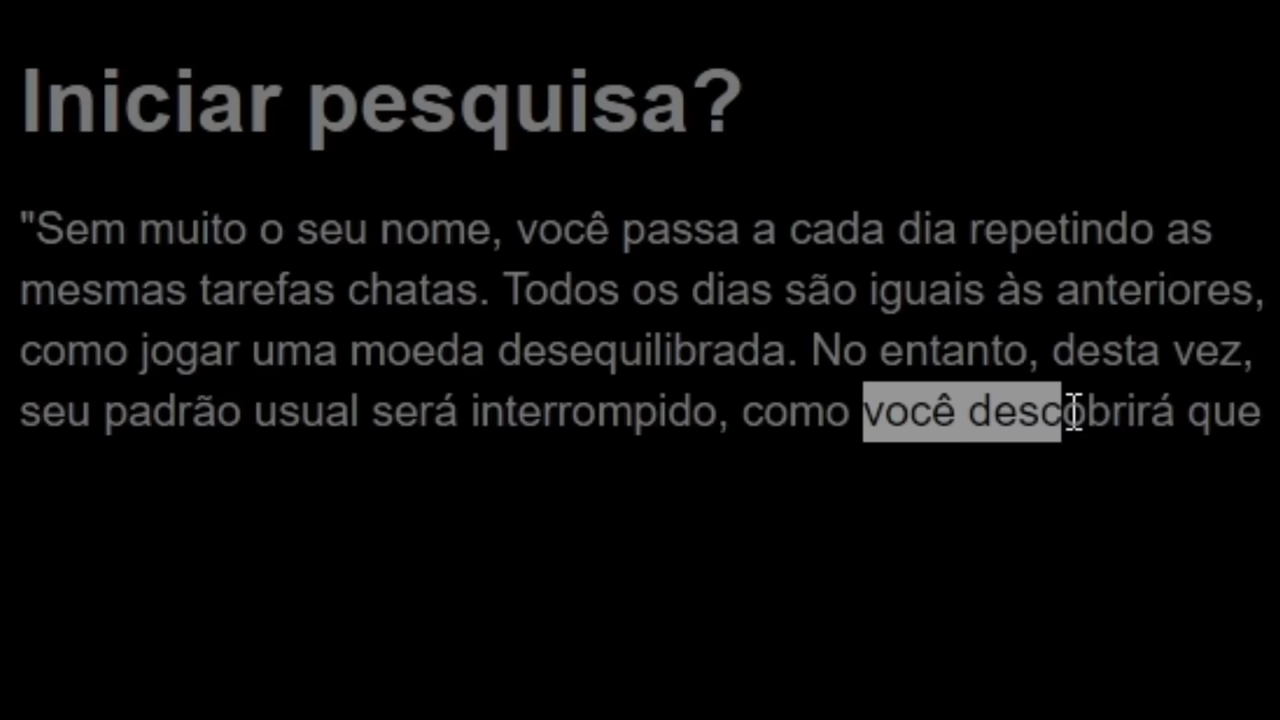 Iniciar pesquisa?
"Sem muito o seu nome, você passa a cada dia repetindo as
mesmas tarefas chatas. Todos os dias são iguais às anteriores,
como jogar uma moeda desequilibrada. No entanto, desta vez,
seu padrão usual será interrompido, como você descobrirá que